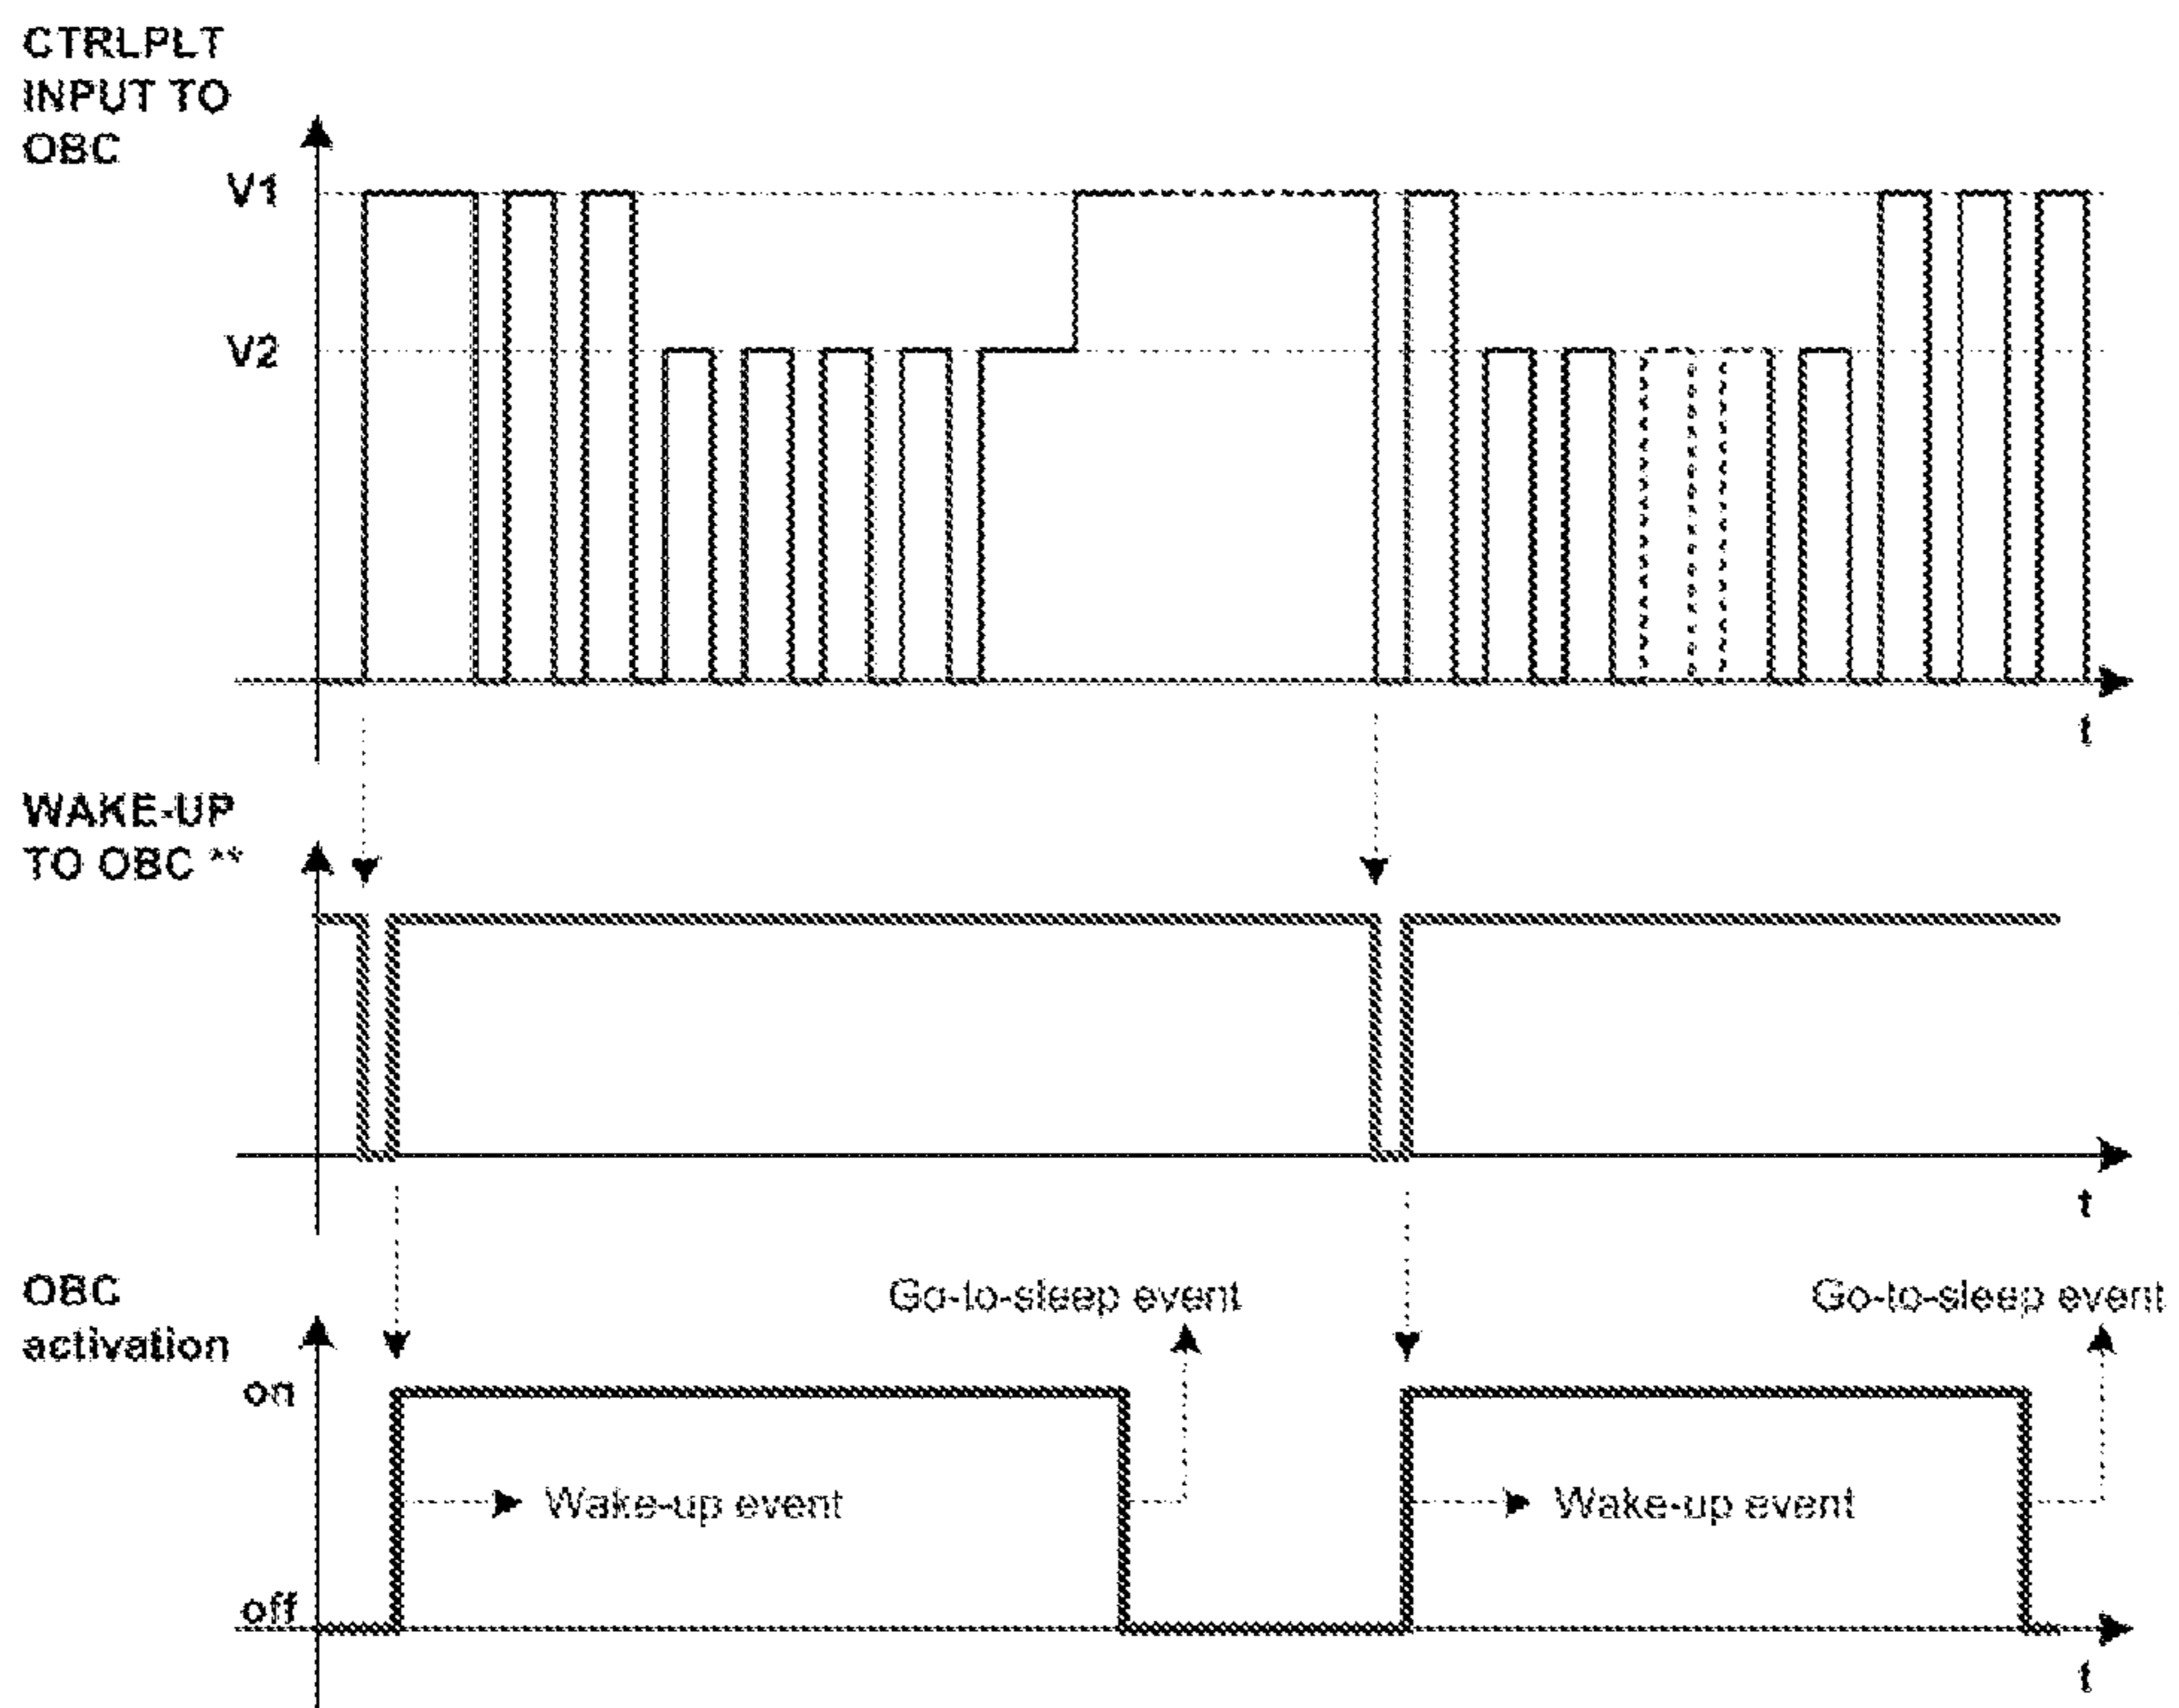 CTRLPLT
INPUT TO
OBC
V1
V2
t
WAKE-UP
TO OBC **
t
OBC
activation
Go-to-sleep event
Go-to-sleep event
on
Wake-up event
Wake-up event
off
t